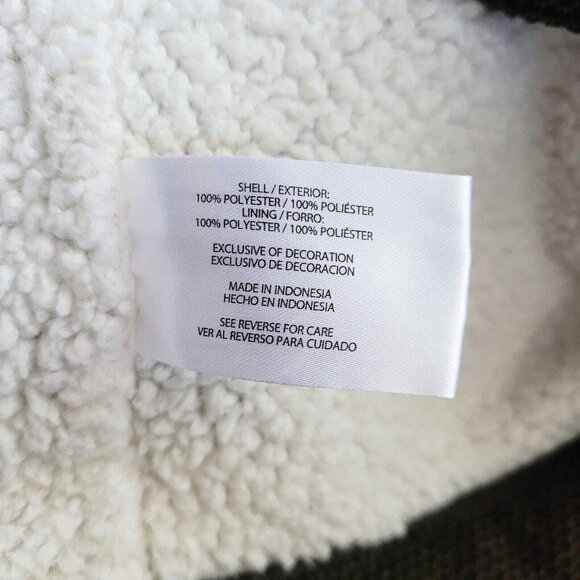 SHELL / EXTERIOR:
100% POLYESTER / 100% POLIÉSTER
LINING / FORRO:
100% POLYESTER / 100% POLIÉSTER
EXCLUSIVE OF DECORATION
EXCLUSIVO DE DECORACION
MADE IN INDONESIA
HECHO EN INDONESIA
SEE REVERSE FOR CARE
VER AL REVERSO PARA CUIDADO